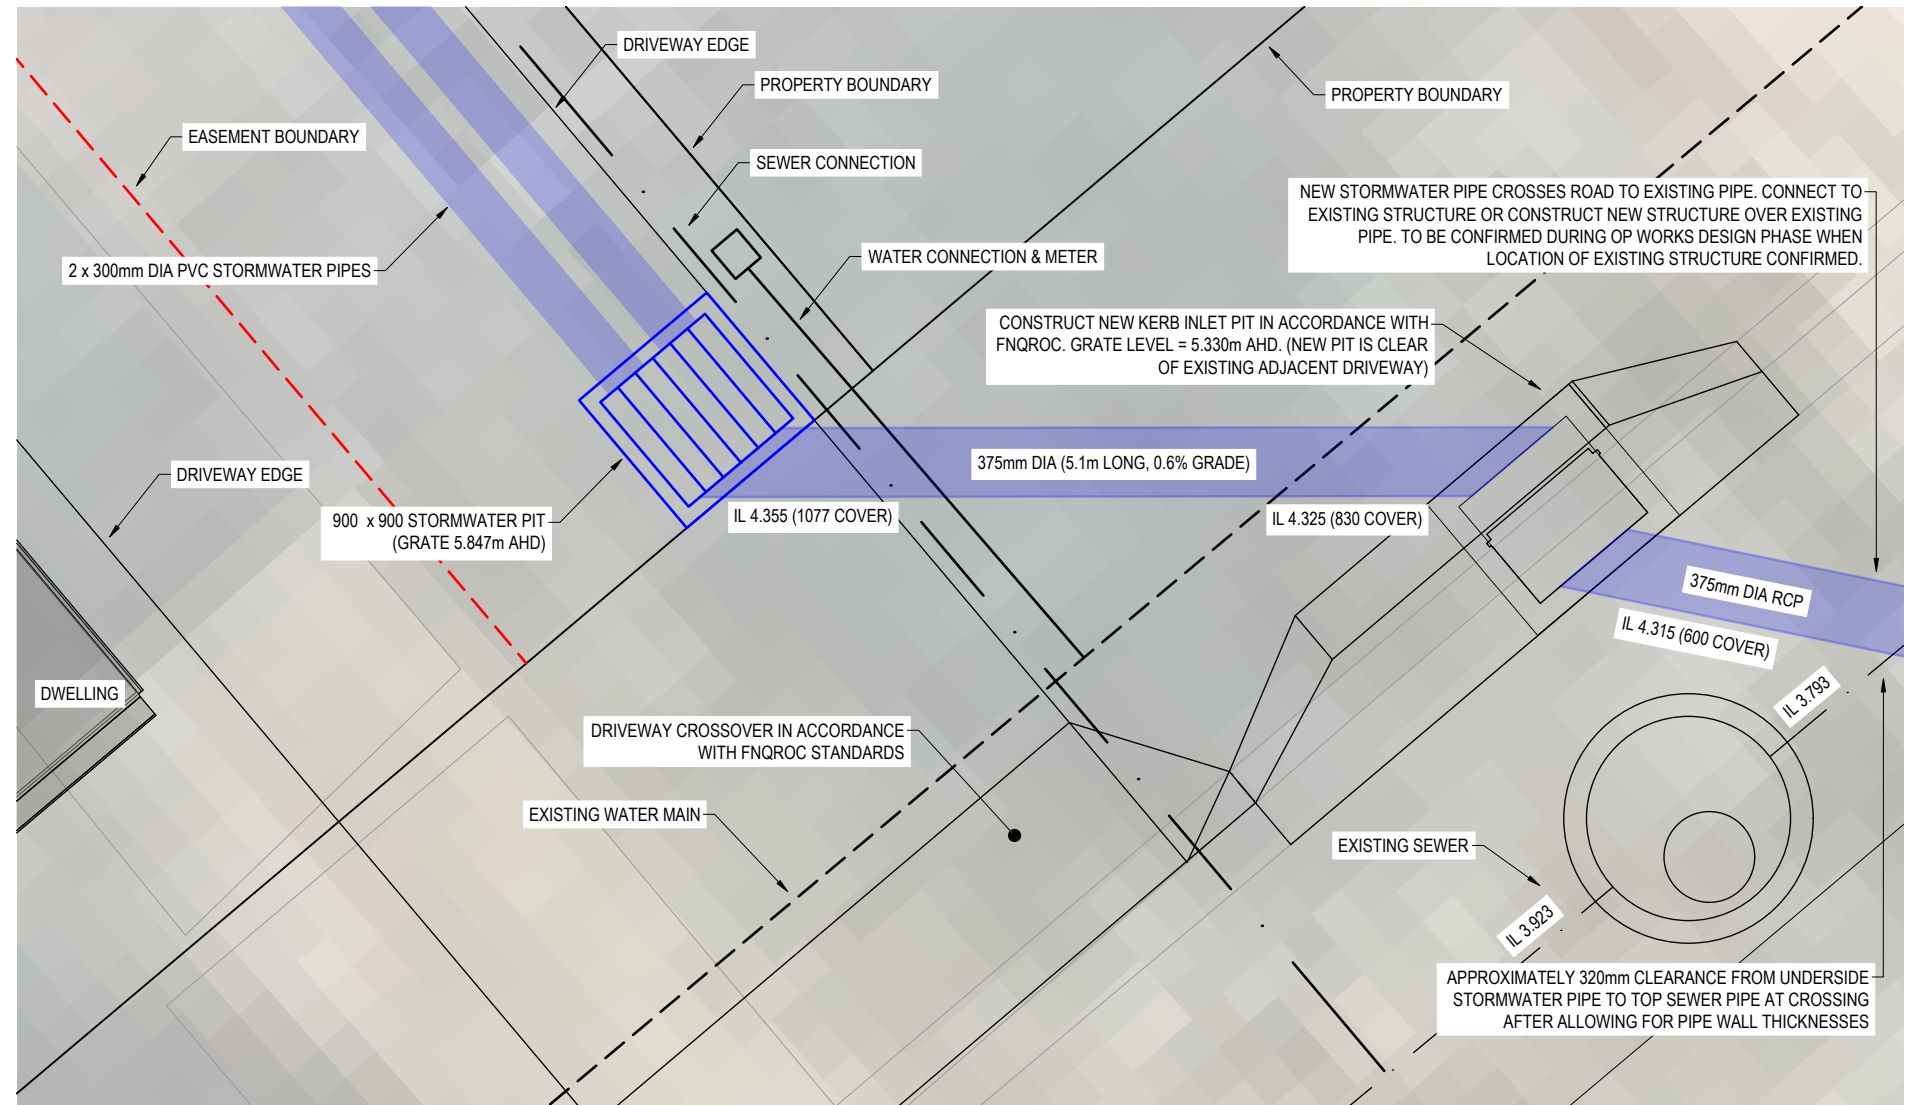 DRIVEWAY EDGE
PROPERTY BOUNDARY
PROPERTY BOUNDARY
EASEMENT BOUNDARY
SEWER CONNECTION
NEW STORMWATER PIPE CROSSES ROAD TO EXISTING PIPE. CONNECT TO
EXISTING STRUCTURE OR CONSTRUCT NEW STRUCTURE OVER EXISTING
PIPE. TO BE CONFIRMED DURING OP WORKS DESIGN PHASE WHEN
LOCATION OF EXISTING STRUCTURE CONFIRMED.
2 x 300mm DIA PVC STORMWATER PIPES
WATER CONNECTION & METER
CONSTRUCT NEW KERB INLET PIT IN ACCORDANCE WITH
FNQROC. GRATE LEVEL = 5.330m AHD. (NEW PIT IS CLEAR
OF EXISTING ADJACENT DRIVEWAY)
DRIVEWAY EDGE
375mm DIA (5.1m LONG, 0.6% GRADE)
900 x 900 STORMWATER PIT
(GRATE 5.847m AHD)
IL 4.355 (1077 COVER)
IL 4.325 (830 COVER)
375mm DIA RCP
IL 4.315 (600 COVER)
DWELLING
IL 3.793
DRIVEWAY CROSSOVER IN ACCORDANCE
WITH FNQROC STANDARDS
EXISTING WATER MAIN
EXISTING SEWER
IL 3.923
APPROXIMATELY 320mm CLEARANCE FROM UNDERSIDE
STORMWATER PIPE TO TOP SEWER PIPE AT CROSSING
AFTER ALLOWING FOR PIPE WALL THICKNESSES